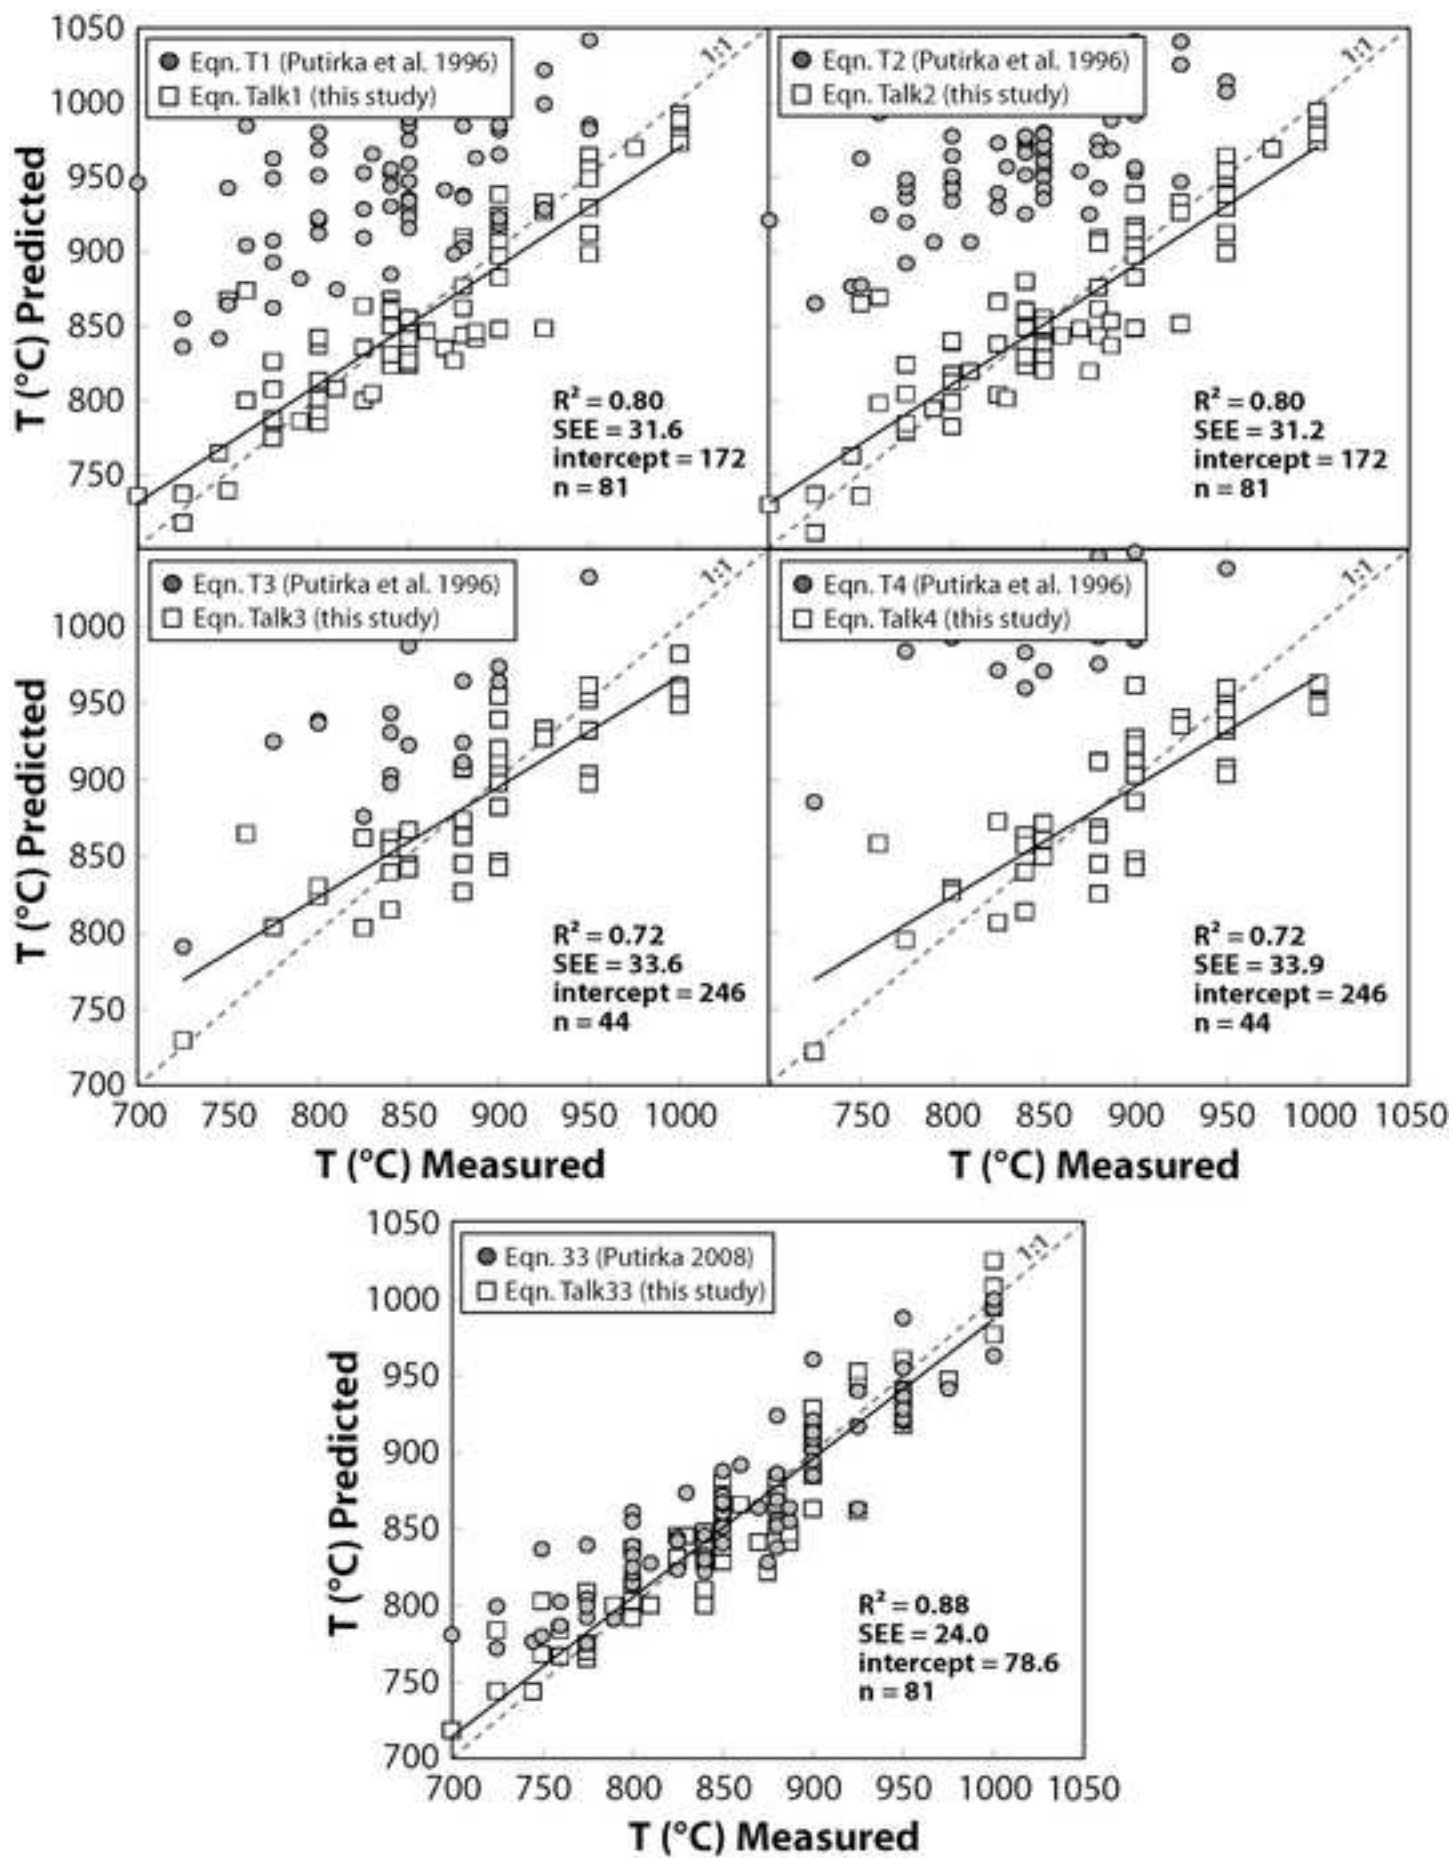 1050
1000
950
900
850
800
750
T (°C) Predicted
Eqn. T1 (Putirka et al. 1996)
Eqn. Talk1 (this study)
1:1
R² = 0.80
SEE = 31.6
intercept = 172
n = 81
Eqn. T2 (Putirka et al. 1996)
Eqn. Talk2 (this study)
1:1
R² = 0.80
SEE = 31.2
intercept = 172
n = 81
1000
950
900
850
800
750
700
T (°C) Predicted
Eqn. T3 (Putirka et al. 1996)
Eqn. Talk3 (this study)
1:1
R² = 0.72
SEE = 33.6
intercept = 246
n = 44
700 750 800 850 900 950 1000
T (°C) Measured
Eqn. T4 (Putirka et al. 1996)
Eqn. Talk4 (this study)
1:1
R² = 0.72
SEE = 33.9
intercept = 246
n = 44
750 800 850 900 950 1000 1050
T (°C) Measured
1050
1000
950
900
850
800
750
700
T (°C) Predicted
Eqn. 33 (Putirka 2008)
Eqn. Talk33 (this study)
1:1
R² = 0.88
SEE = 24.0
intercept = 78.6
n = 81
700 750 800 850 900 950 1000 1050
T (°C) Measured